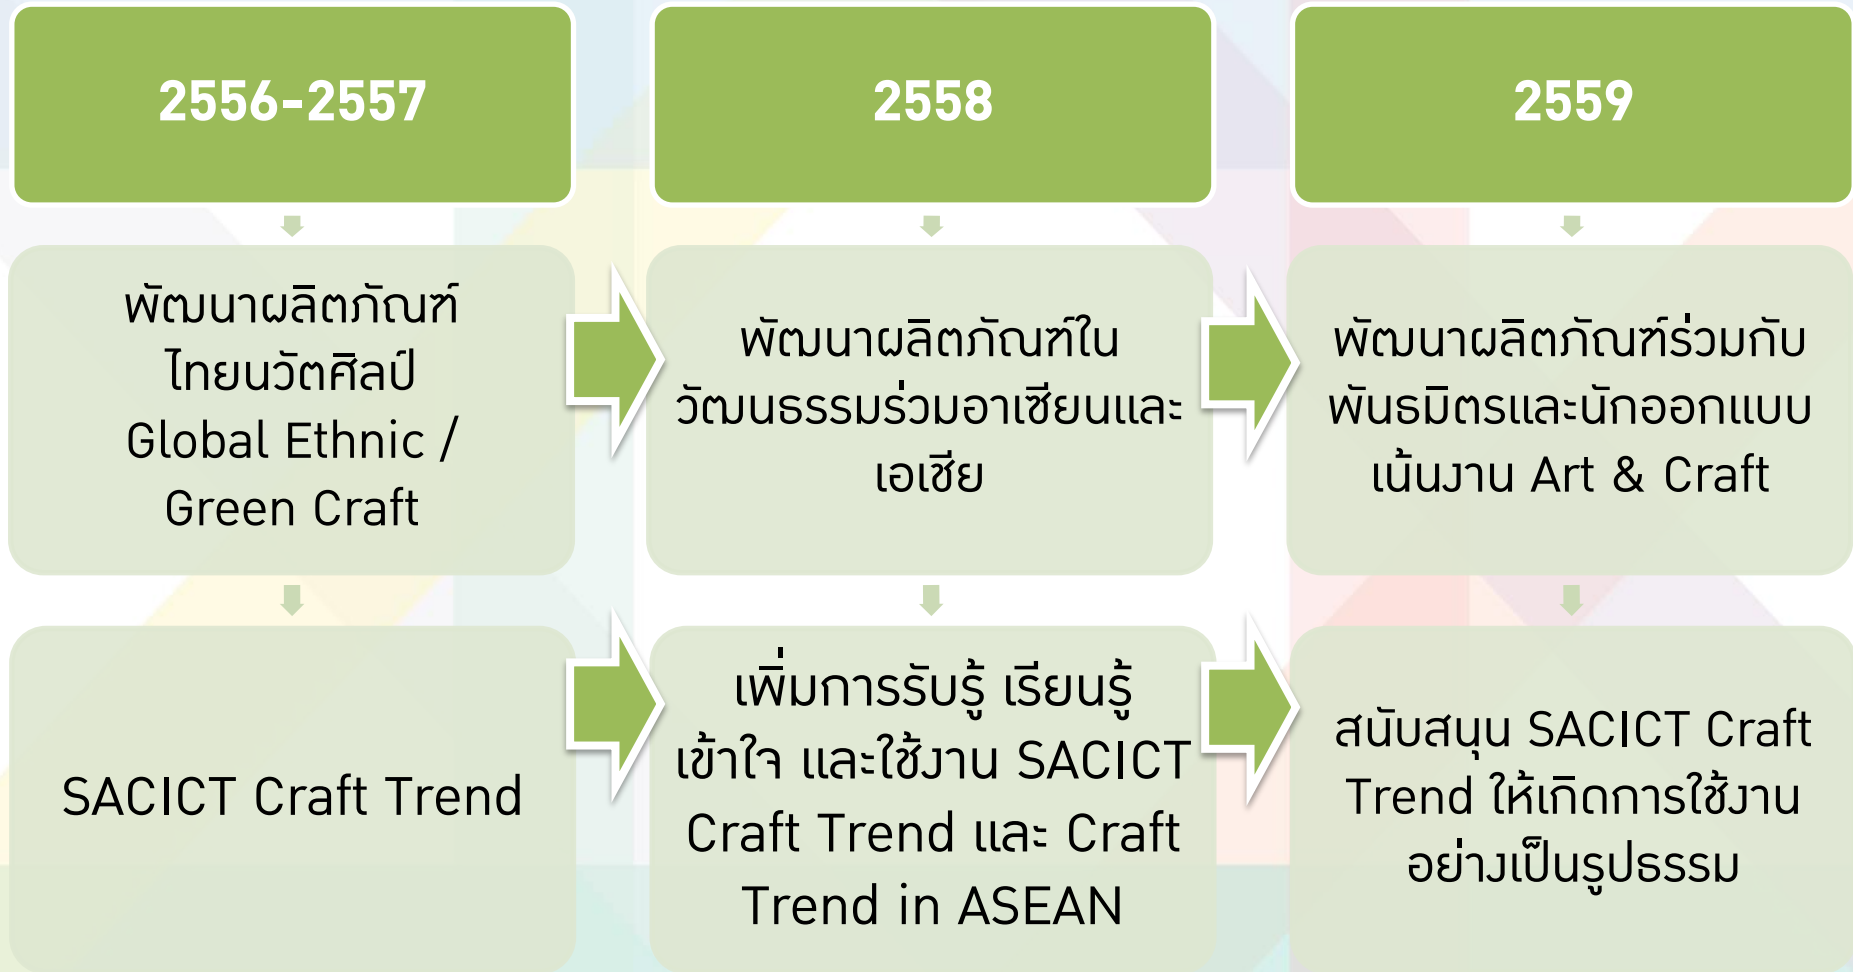 2556-2557
2558
2559
พัฒนาผลิตภัณฑ์
ไทยนวัตศิลป์
Global Ethnic /
Green Craft
พัฒนาผลิตภัณฑ์ใน
วัฒนธรรมร่วมอาเซียนและ
เอเชีย
พัฒนาผลิตภัณฑ์ร่วมกับ
พันธมิตรและนักออกแบบ
เน้นงาน Art & Craft
SACICT Craft Trend
เพิ่มการรับรู้ เรียนรู้
เข้าใจ และใช้งาน SACICT
Craft Trend และ Craft
Trend in ASEAN
สนับสนุน SACICT Craft
Trend ให้เกิดการใช้งาน
อย่างเป็นรูปธรรม